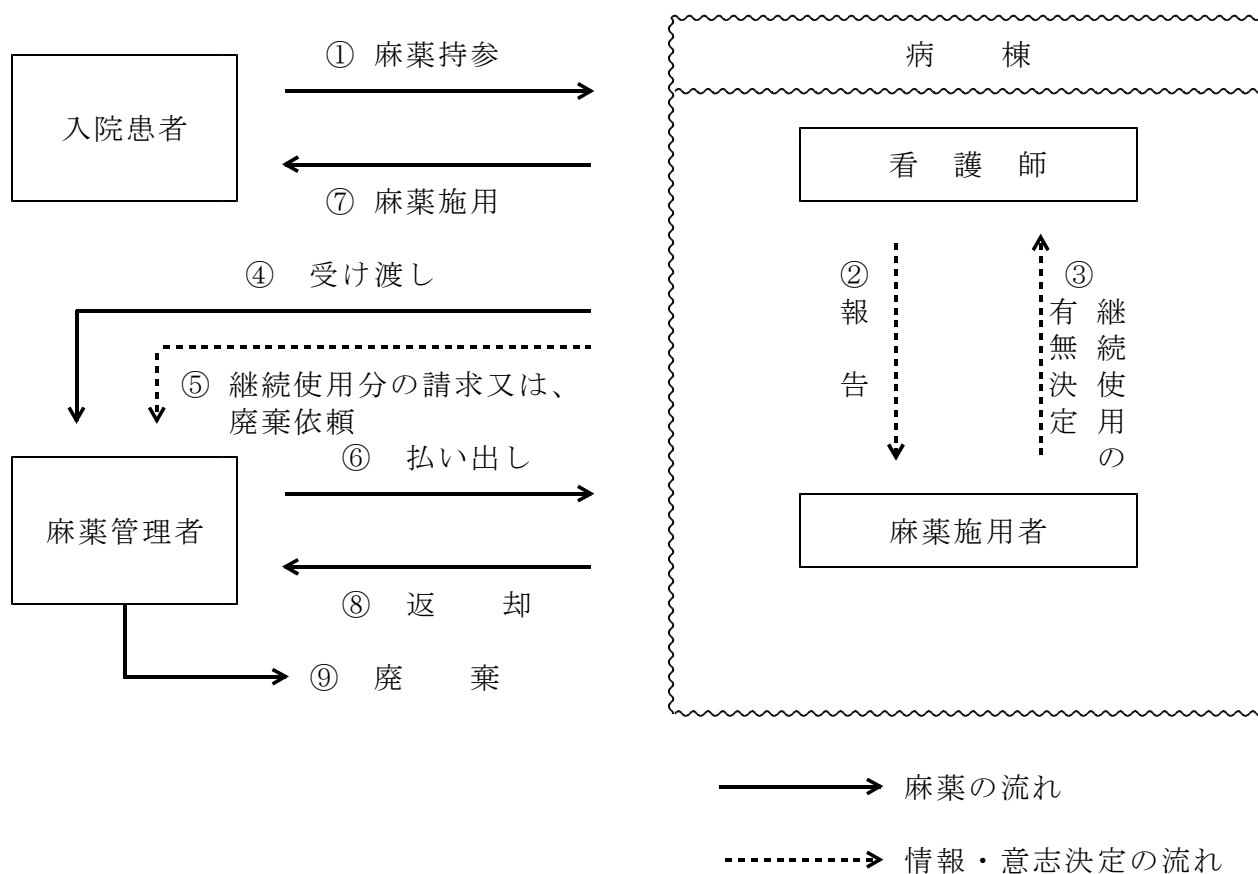 ① 麻薬持参
病 棟
入院患者
看 護 師
⑦ 麻薬施用
④ 受け渡し
② 報 告
③ 継続使用の
有無決定
⑤ 継続使用分の請求又は、
廃棄依頼
⑥ 払い出し
麻薬管理者
麻薬施用者
⑧ 返 却
⑨ 廃 棄
麻薬の流れ
情報・意志決定の流れ